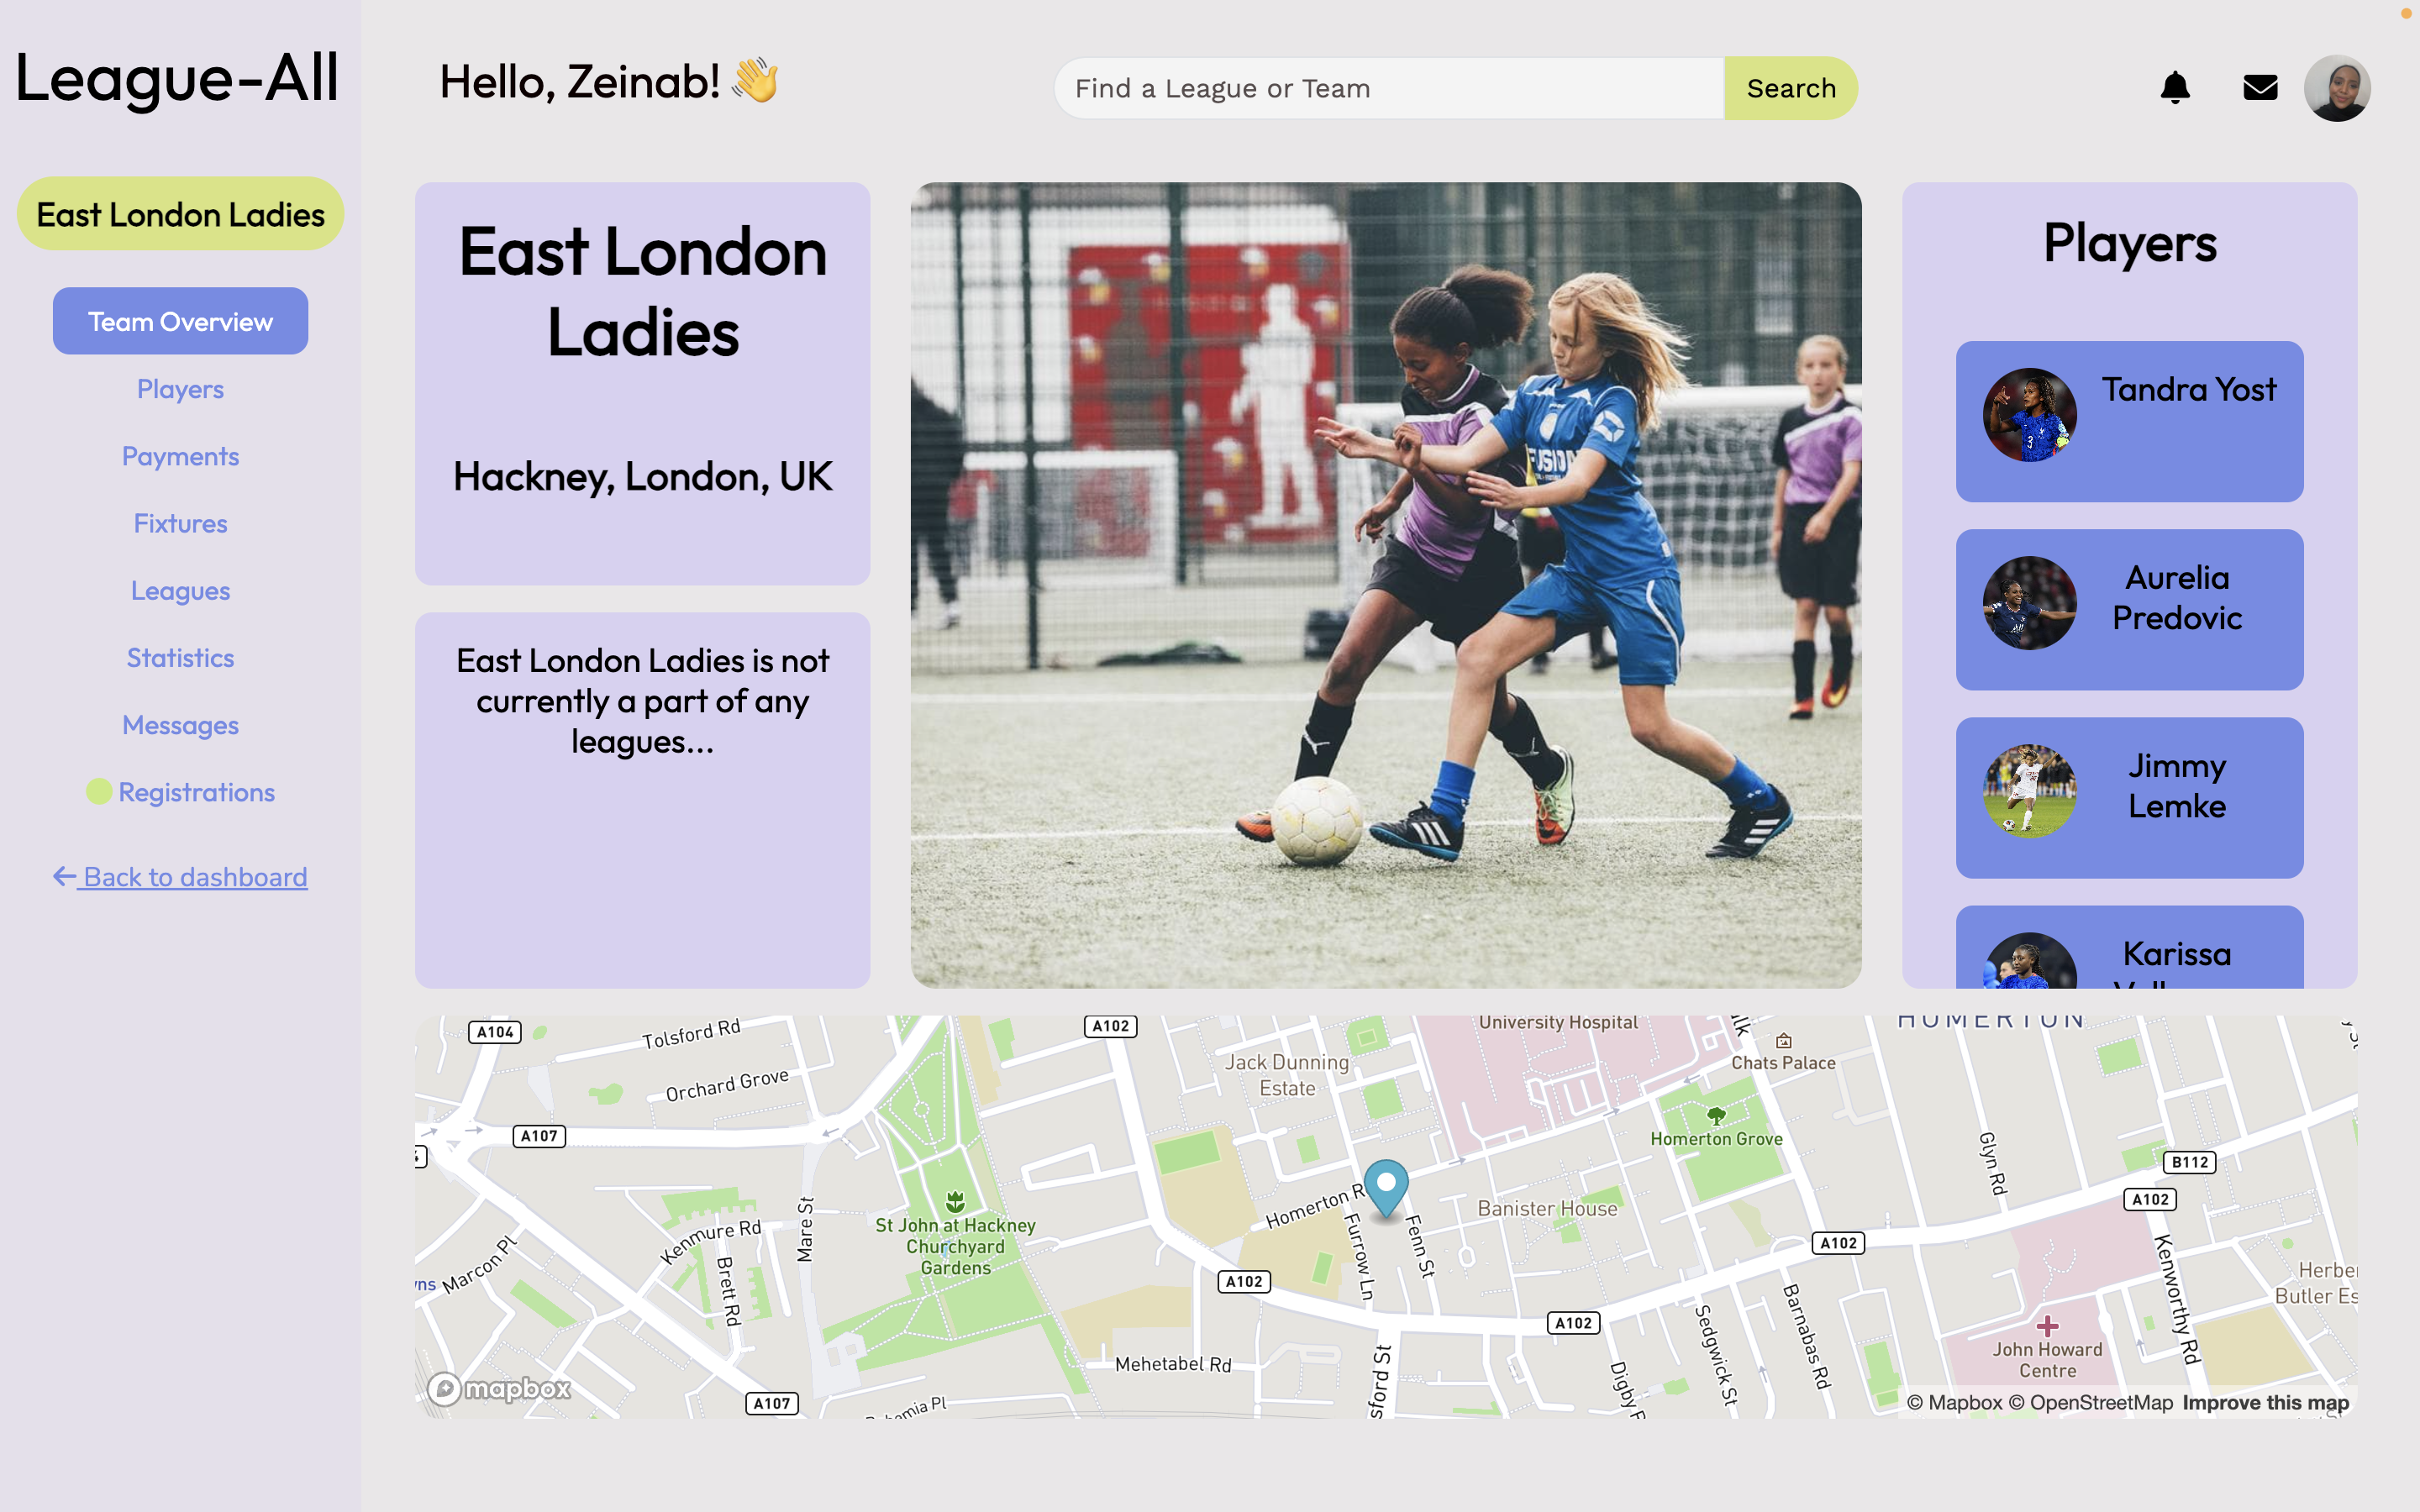 League-All
Hello, Zeinab!
Find a League or Team
Search
East London Ladies
Team Overview
Players
Payments
Fixtures
Leagues
Statistics
Messages
Registrations
Back to dashboard
East London
Ladies
Hackney, London, UK
East London Ladies is not
currently a part of any
leagues...
FUSION
Players
Tandra Yost
3
Aurelia
Predovic
Jimmy
Lemke
Karissa
A104
Tolsford Rd
Orchard Grove
A107
A102
Jack Dunning
Estate
University Hospital
Chats Palace
HOMERTON
Homerton Grove
Glyn Rd
B112
A102
Marcon Pl
Kenmure Rd
Brett Rd
Mare St
St John at Hackney
Churchyard
Gardens
Homerton R
Furrow Ln
Fenn St
Banister House
A102
A102
A102
Kenworthy Rd
Butler Es
Mehetabel Rd
sford St
Sedgwick St
Barnabas Rd
John Howard
Centre
A107
mapbox
© Mapbox © OpenStreetMap Improve this map